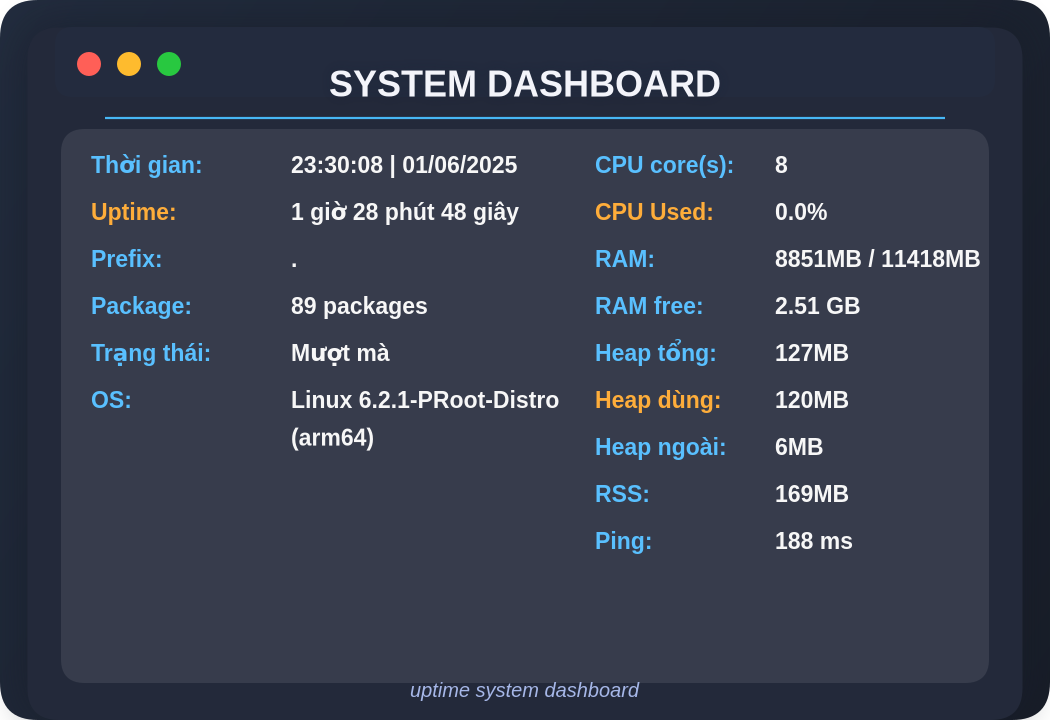 SYSTEM DASHBOARD
Thời gian: 23:30:08 | 01/06/2025
Uptime: 1 giờ 28 phút 48 giây
Prefix: .
Package: 89 packages
Trạng thái: Mượt mà
OS: Linux 6.2.1-PRoot-Distro
(arm64)
CPU core(s): 8
CPU Used: 0.0%
RAM: 8851MB / 11418MB
RAM free: 2.51 GB
Heap tổng: 127MB
Heap dùng: 120MB
Heap ngoài: 6MB
RSS: 169MB
Ping: 188 ms
uptime system dashboard